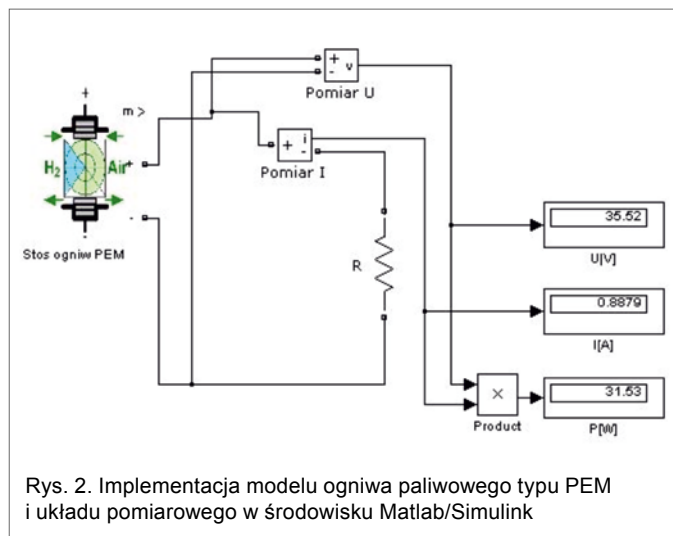 +
v
-
Pomiar U
+
m >
+ i
-
Pomiar I
H2 Air
+
-
-
Stos ogniw PEM
R
35.52
U[V]
0.8879
I[A]
×
31.53
Product
P[W]
Rys. 2. Implementacja modelu ogniwa paliwowego typu PEM
i układu pomiarowego w środowisku Matlab/Simulink